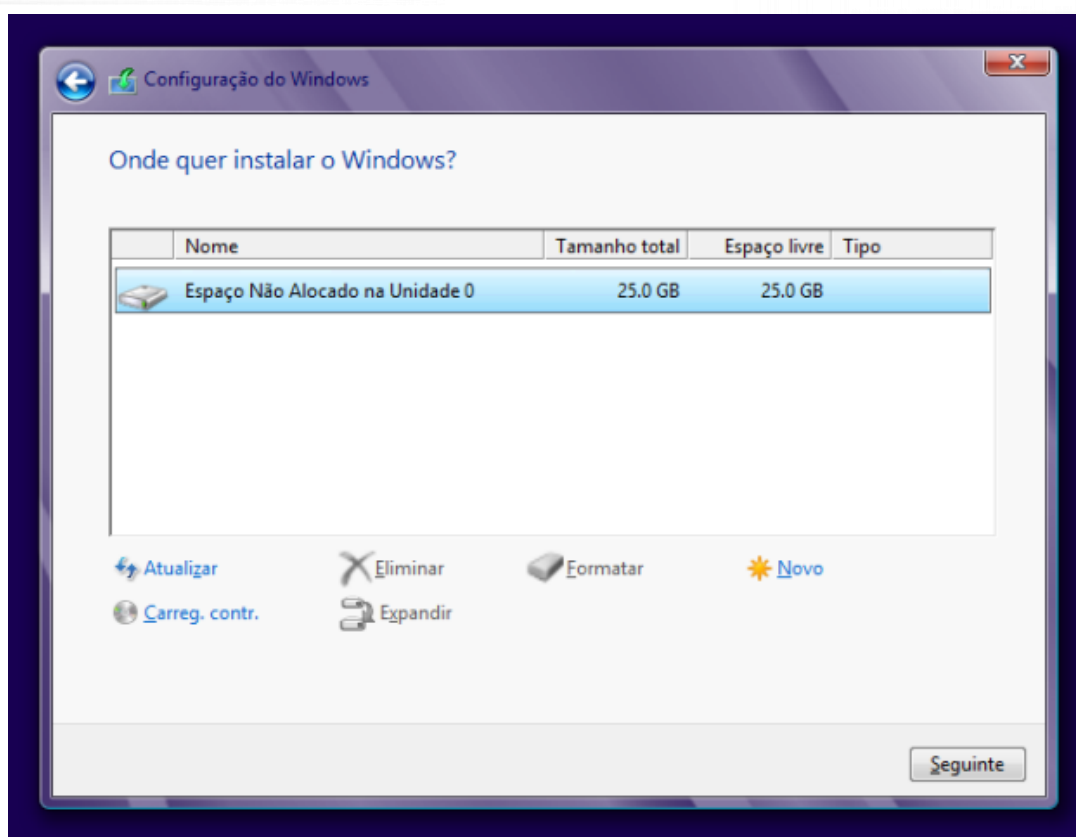 Configuração do Windows
Onde quer instalar o Windows?
Nome Tamanho total Espaço livre Tipo
Espaço Não Alocado na Unidade 0 25.0 GB 25.0 GB
Atualizar Eliminar Formatar Novo
Carreg. contr. Expandir
Seguinte